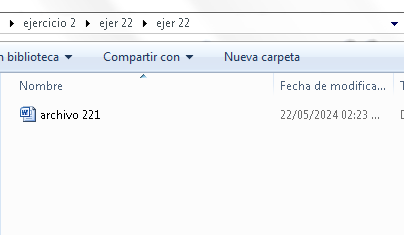 ejercicio 2 ejer 22 ejer 22
n biblioteca Compartir con Nueva carpeta
Nombre Fecha de modifica... T
archivo 221 22/05/2024 02:23 ... D